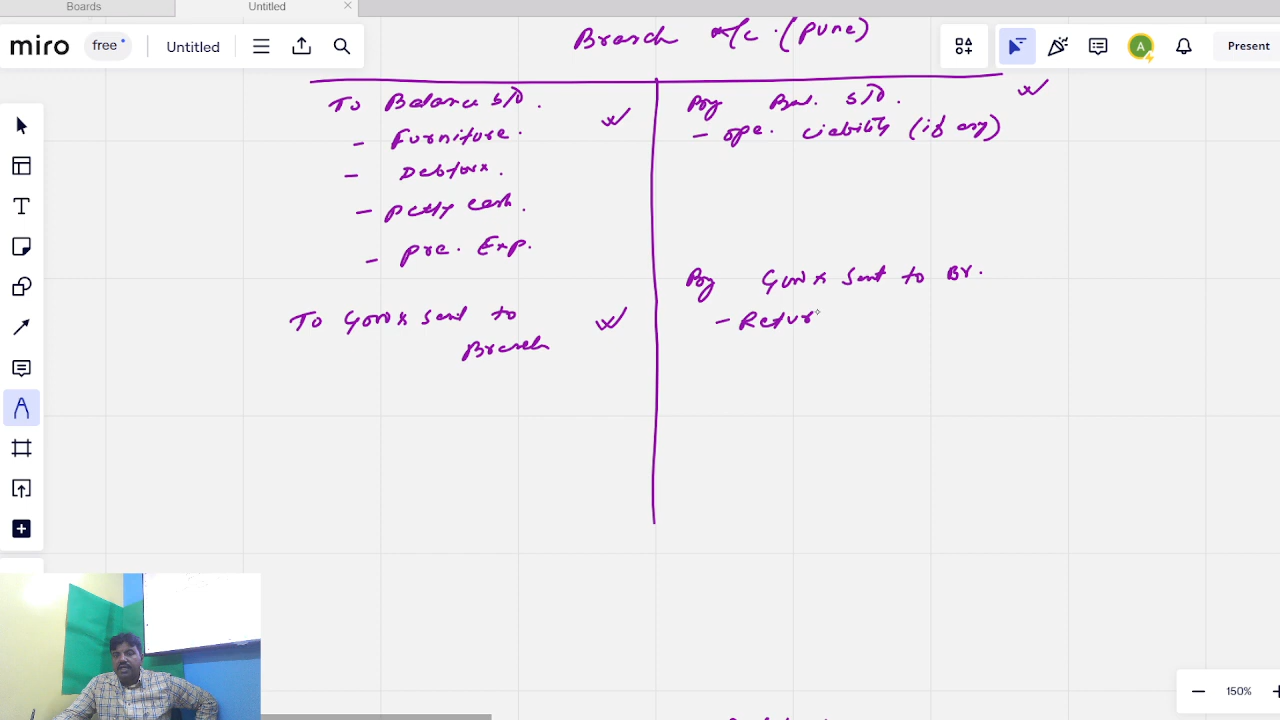 Boards
Untitled
miro
free
Untitled
Present
Branch A/c. (Pune)
To Balance b/D.
- Furniture.
- Debtors.
- Petty cash.
- Pre. Exp.
To Goods sent to
Branch
By Bal. b/D.
- ope. Liability (if any)
By Goods sent to Br.
- Retur
A
150%